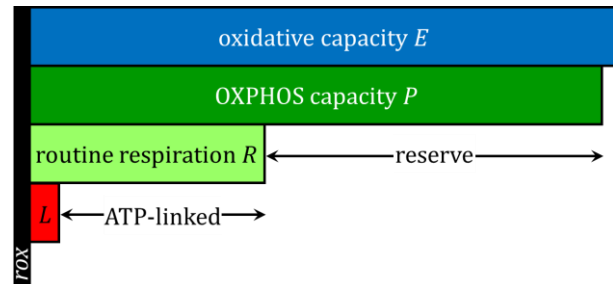 oxidative capacity E
OXPHOS capacity P
routine respiration R
reserve
L
ATP-linked
rox